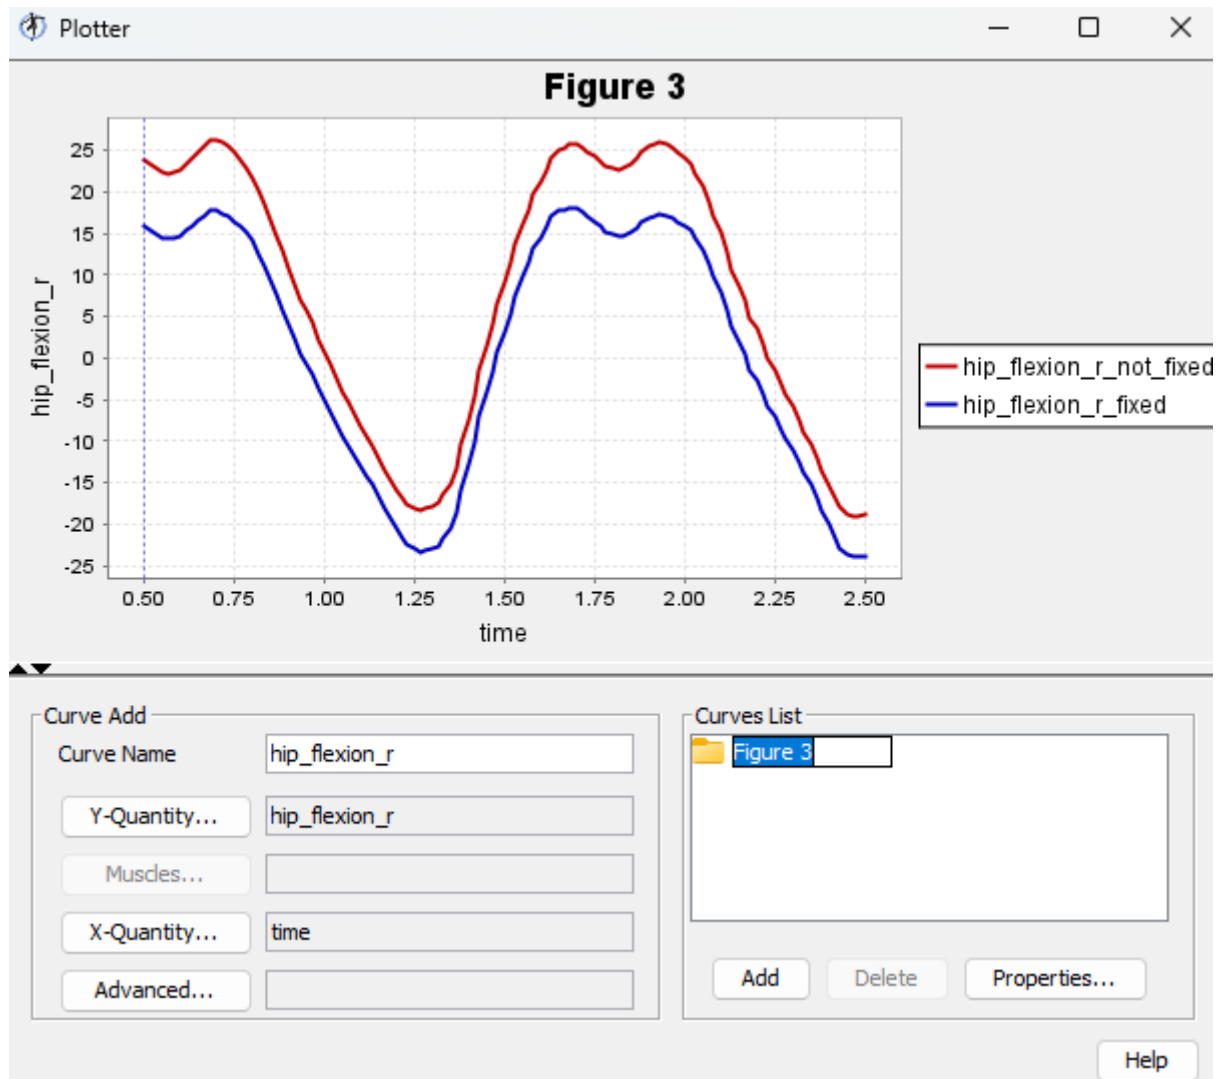 Plotter
Figure 3
hip_flexion_r
25
20
15
10
5
0
-5
-10
-15
-20
-25
0.50 0.75 1.00 1.25 1.50 1.75 2.00 2.25 2.50
time
hip_flexion_r_not_fixed
hip_flexion_r_fixed
Curve Add
Curve Name hip_flexion_r
Y-Quantity... hip_flexion_r
Muscles...
X-Quantity... time
Advanced...
Curves List
Figure 3
Add Delete Properties...
Help